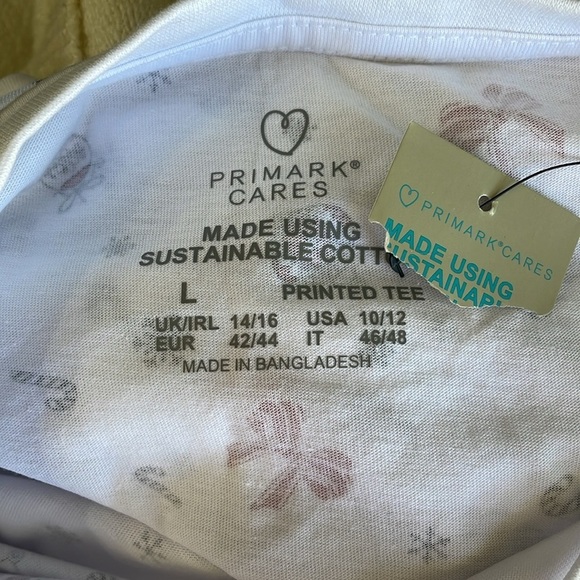 PRIMARK®
CARES
MADE USING
SUSTAINABLE COTT
L PRINTED TEE
UK/IRL 14/16 USA 10/12
EUR 42/44 IT 46/48
MADE IN BANGLADESH
PRIMARK®CARES
MADE USING
SUSTAINABL